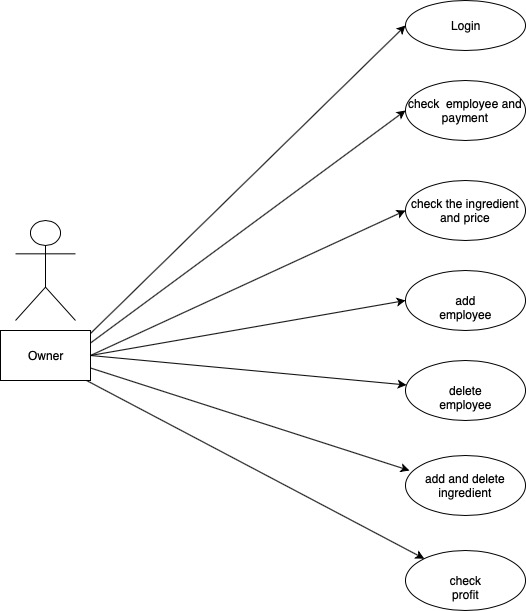 Login
check employee and
payment
check the ingredient
and price
add
employee
Owner
delete
employee
add and delete
ingredient
check
profit